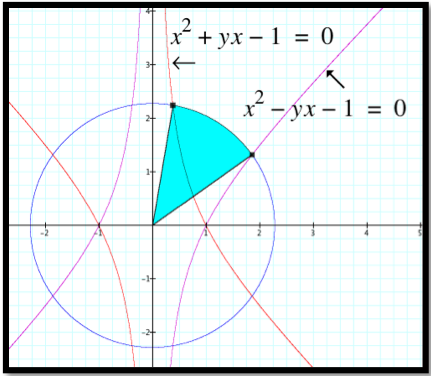 4
x² + yx − 1 = 0
3
←
x² − yx − 1 = 0
2
1
-2 -1 1 2 3 4 5
-1
-2